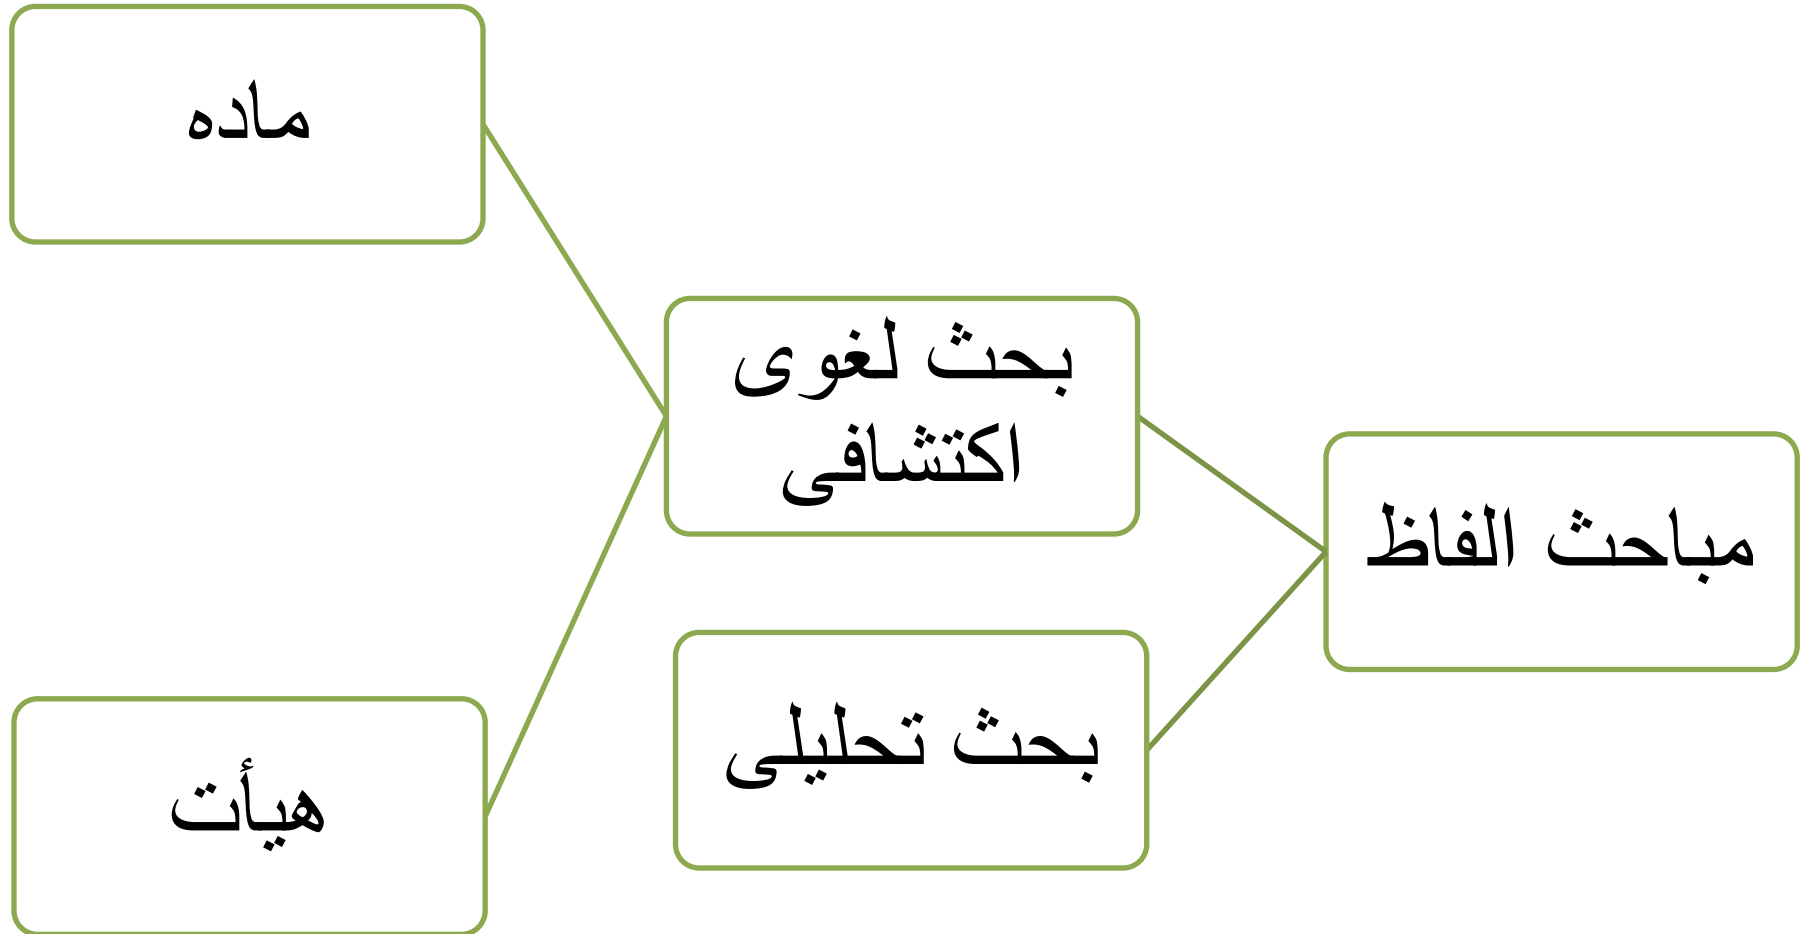 مباحث الفاظ
بحث لغوی
اکتشافی
بحث تحلیلی
ماده
هیأت